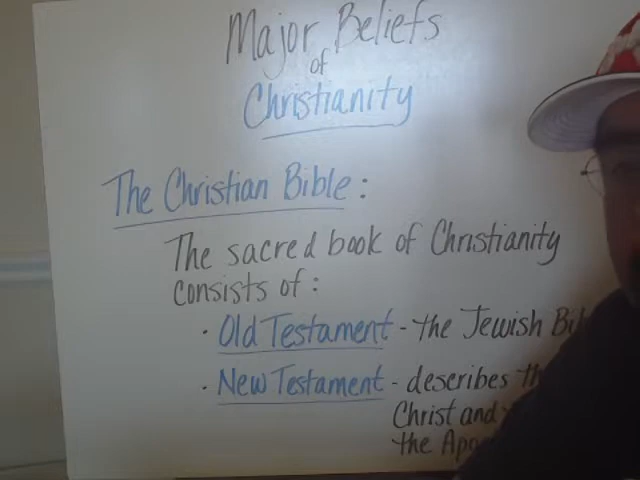 Major Beliefs
of
Christianity
The Christian Bible:
The sacred book of Christianity
consists of:
· Old Testament - the Jewish
· New Testament - describes
Christ and
the